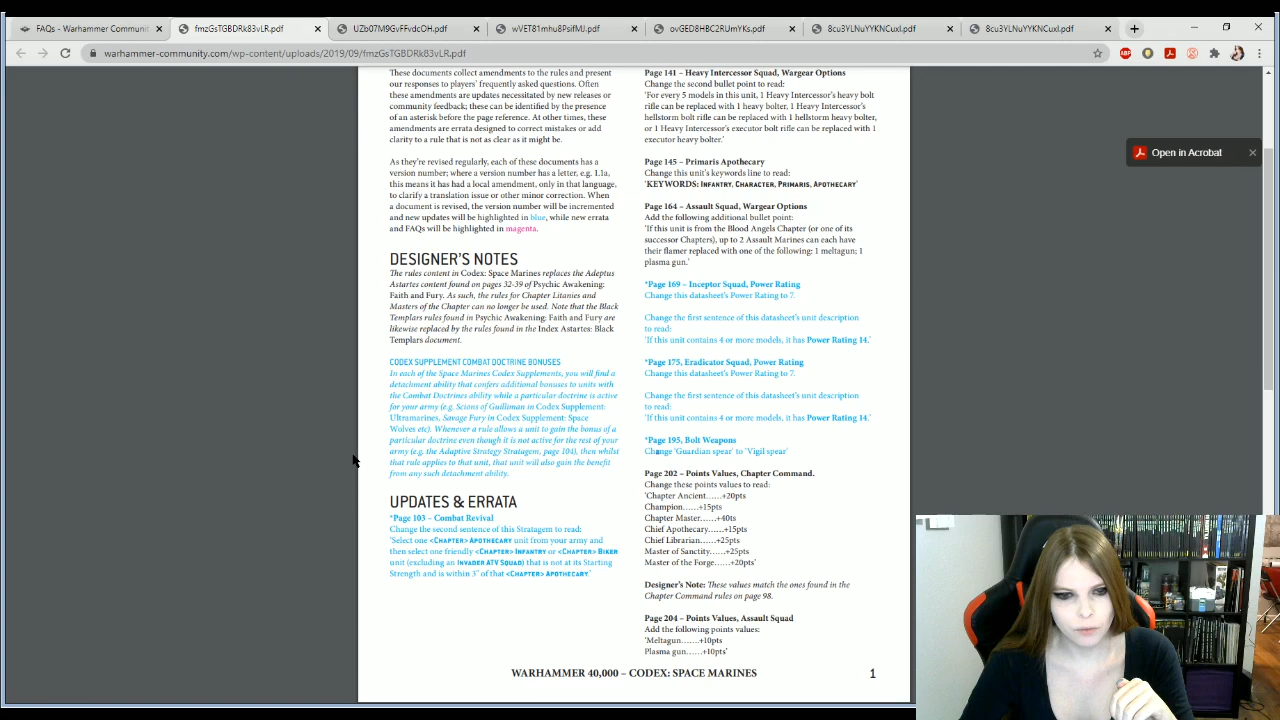 FAQs - Warhammer Communit
fmzGsTGBDRk83vLR.pdf
UZb07M9GvFFvdcOH.pdf
wVET81mhu8PsifMJ.pdf
ovGED8HBC2rUmYKs.pdf
8cu3YLNuYYKNCuxI.pdf
8cu3YLNuYYKNCuxI.pdf
warhammer-community.com/wp-content/uploads/2019/09/fmzGsTGBDRk83vLR.pdf
Open in Acrobat
These documents collect amendments to the rules and present
our responses to players' frequently asked questions. Often
these amendments are updates necessitated by new releases or
community feedback; these can be identified by the presence
of an asterisk before the page reference. At other times, these
amendments are errata designed to correct mistakes or add
clarity to a rule that is not as clear as it might be.
As they're revised regularly, each of these documents has a
version number; where a version number has a letter, e.g. 1.1a,
this means it has had a local amendment, only in that language,
to clarify a translation issue or other minor correction. When
a document is revised, the version number will be incremented
and new updates will be highlighted in blue, while new errata
and FAQs will be highlighted in magenta.
DESIGNER'S NOTES
The rules content in Codex: Space Marines replaces the Adeptus
Astartes content found on pages 32-39 of Psychic Awakening:
Faith and Fury. As such, the rules for Chapter Litanies and
Masters of the Chapter can no longer be used. Note that the Black
Templars rules found in Psychic Awakening: Faith and Fury are
likewise replaced by the rules found in the Index Astartes: Black
Templars document.
CODEX SUPPLEMENT COMBAT DOCTRINE BONUSES
In each of the Space Marines Codex Supplements, you will find a
detachment ability that confers additional bonuses to units with
the Combat Doctrines ability while a particular doctrine is active
for your army (e.g. Scions of Guilliman in Codex Supplement:
Ultramarines, Savage Fury in Codex Supplement: Space
Wolves etc). Whenever a rule allows a unit to gain the bonus of a
particular doctrine even though it is not active for the rest of your
army (e.g. the Adaptive Strategy Stratagem, page 104), then whilst
that rule applies to that unit, that unit will also gain the benefit
from any such detachment ability.
UPDATES & ERRATA
*Page 103 – Combat Revival
Change the second sentence of this Stratagem to read:
'Select one <CHAPTER> APOTHECARY unit from your army and
then select one friendly <CHAPTER> INFANTRY or <CHAPTER> BIKER
unit (excluding an INVADER ATV SQUAD) that is not at its Starting
Strength and is within 3" of that <CHAPTER> APOTHECARY.'
Page 141 – Heavy Intercessor Squad, Wargear Options
Change the second bullet point to read:
'For every 5 models in this unit, 1 Heavy Intercessor's heavy bolt
rifle can be replaced with 1 heavy bolter, 1 Heavy Intercessor's
hellstorm bolt rifle can be replaced with 1 hellstorm heavy bolter,
or 1 Heavy Intercessor's executor bolt rifle can be replaced with 1
executor heavy bolter.'
Page 145 – Primaris Apothecary
Change this unit's keywords line to read:
'KEYWORDS: INFANTRY, CHARACTER, PRIMARIS, APOTHECARY'
Page 164 – Assault Squad, Wargear Options
Add the following additional bullet point:
'If this unit is from the Blood Angels Chapter (or one of its
successor Chapters), up to 2 Assault Marines can each have
their flamer replaced with one of the following: 1 meltagun; 1
plasma gun.'
*Page 169 – Inceptor Squad, Power Rating
Change this datasheet's Power Rating to 7.
Change the first sentence of this datasheet's unit description
to read:
'If this unit contains 4 or more models, it has Power Rating 14.'
*Page 175, Eradicator Squad, Power Rating
Change this datasheet's Power Rating to 7.
Change the first sentence of this datasheet's unit description
to read:
'If this unit contains 4 or more models, it has Power Rating 14.'
*Page 195, Bolt Weapons
Change 'Guardian spear' to 'Vigil spear'
Page 202 – Points Values, Chapter Command.
Change these points values to read:
'Chapter Ancient……+20pts
Champion……+15pts
Chapter Master……+40ts
Chief Apothecary……+15pts
Chief Librarian……+25pts
Master of Sanctity……+25pts
Master of the Forge……+20pts'
Designer's Note: These values match the ones found in the
Chapter Command rules on page 98.
Page 204 – Points Values, Assault Squad
Add the following points values:
'Meltagun……+10pts
Plasma gun……+10pts'
WARHAMMER 40,000 – CODEX: SPACE MARINES 1